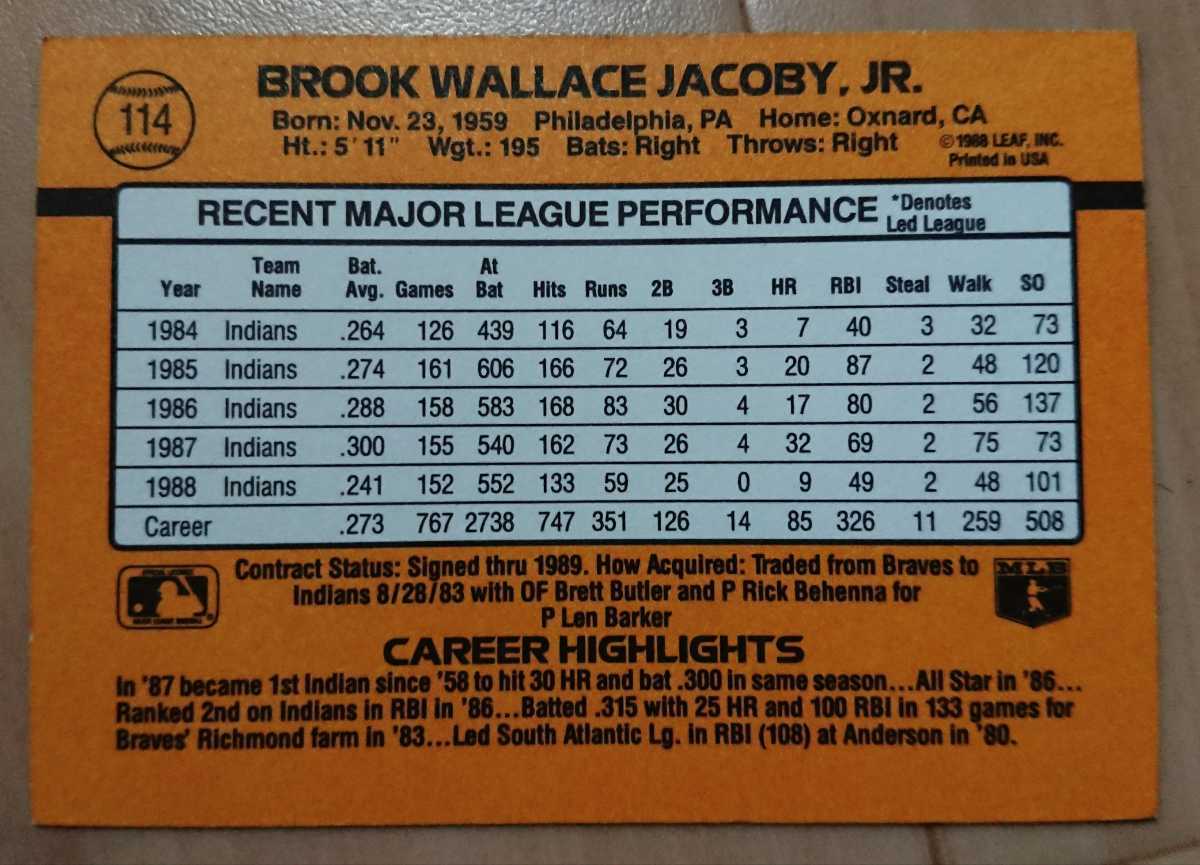 114
BROOK WALLACE JACOBY, JR.
Born: Nov. 23, 1959 Philadelphia, PA Home: Oxnard, CA
Ht.: 5'11" Wgt.: 195 Bats: Right Throws: Right
©1988 LEAF, INC.
Printed in USA
RECENT MAJOR LEAGUE PERFORMANCE
*Denotes
Led League
Year Team Name Bat. Avg. Games At Bat Hits Runs 2B 3B HR RBI Steal Walk SO
1984 Indians .264 126 439 116 64 19 3 7 40 3 32 73
1985 Indians .274 161 606 166 72 26 3 20 87 2 48 120
1986 Indians .288 158 583 168 83 30 4 17 80 2 56 137
1987 Indians .300 155 540 162 73 26 4 32 69 2 75 73
1988 Indians .241 152 552 133 59 25 0 9 49 2 48 101
Career .273 767 2738 747 351 126 14 85 326 11 259 508
Contract Status: Signed thru 1989. How Acquired: Traded from Braves to
Indians 8/28/83 with OF Brett Butler and P Rick Behenna for
P Len Barker
MLB
CAREER HIGHLIGHTS
In '87 became 1st Indian since '58 to hit 30 HR and bat .300 in same season...All Star in '86...
Ranked 2nd on Indians in RBI in '86...Batted .315 with 25 HR and 100 RBI in 133 games for
Braves' Richmond farm in '83...Led South Atlantic Lg. in RBI (108) at Anderson in '80.